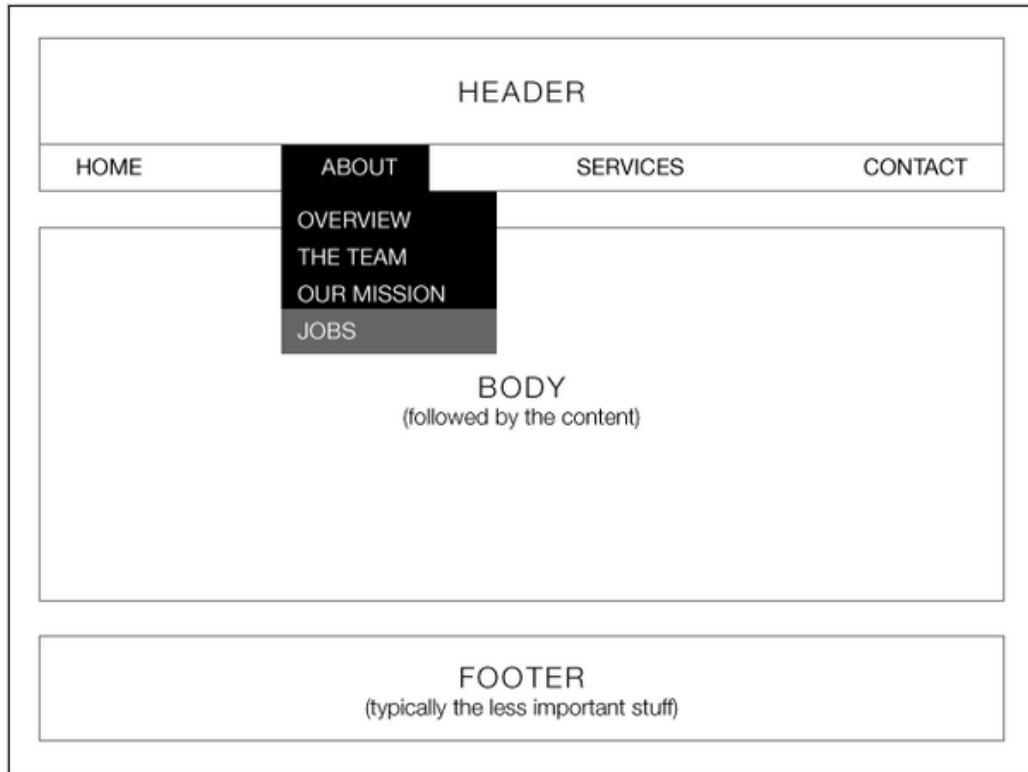 HEADER
HOME ABOUT SERVICES CONTACT
OVERVIEW
THE TEAM
OUR MISSION
JOBS
BODY
(followed by the content)
FOOTER
(typically the less important stuff)